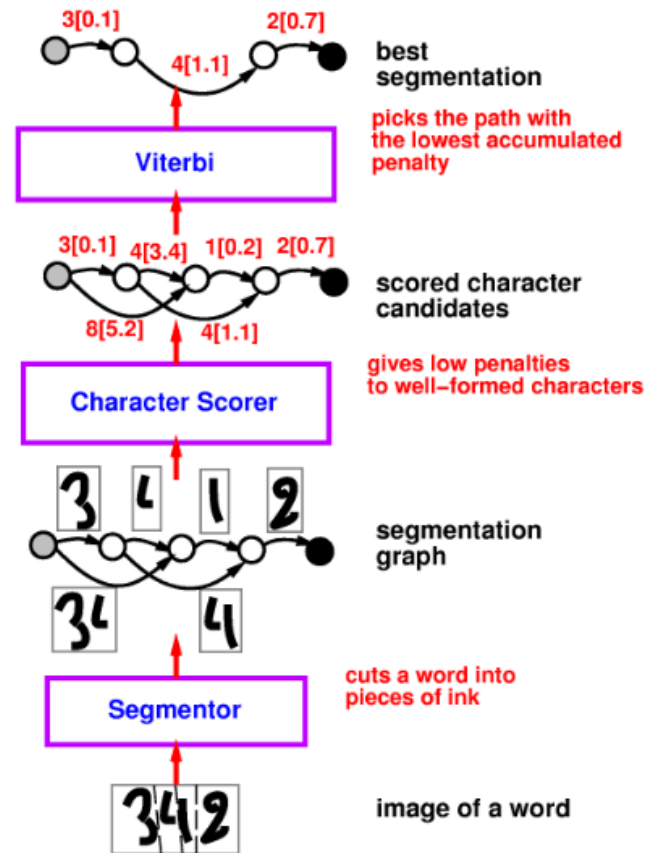 3[0.1]
2[0.7]
4[1.1]
best
segmentation
picks the path with
the lowest accumulated
penalty
Viterbi
3[0.1] 4[3.4] 1[0.2] 2[0.7]
8[5.2] 4[1.1]
scored character
candidates
gives low penalties
to well-formed characters
Character Scorer
3 4 1 2
segmentation
graph
34 4
cuts a word into
pieces of ink
Segmentor
3412
image of a word